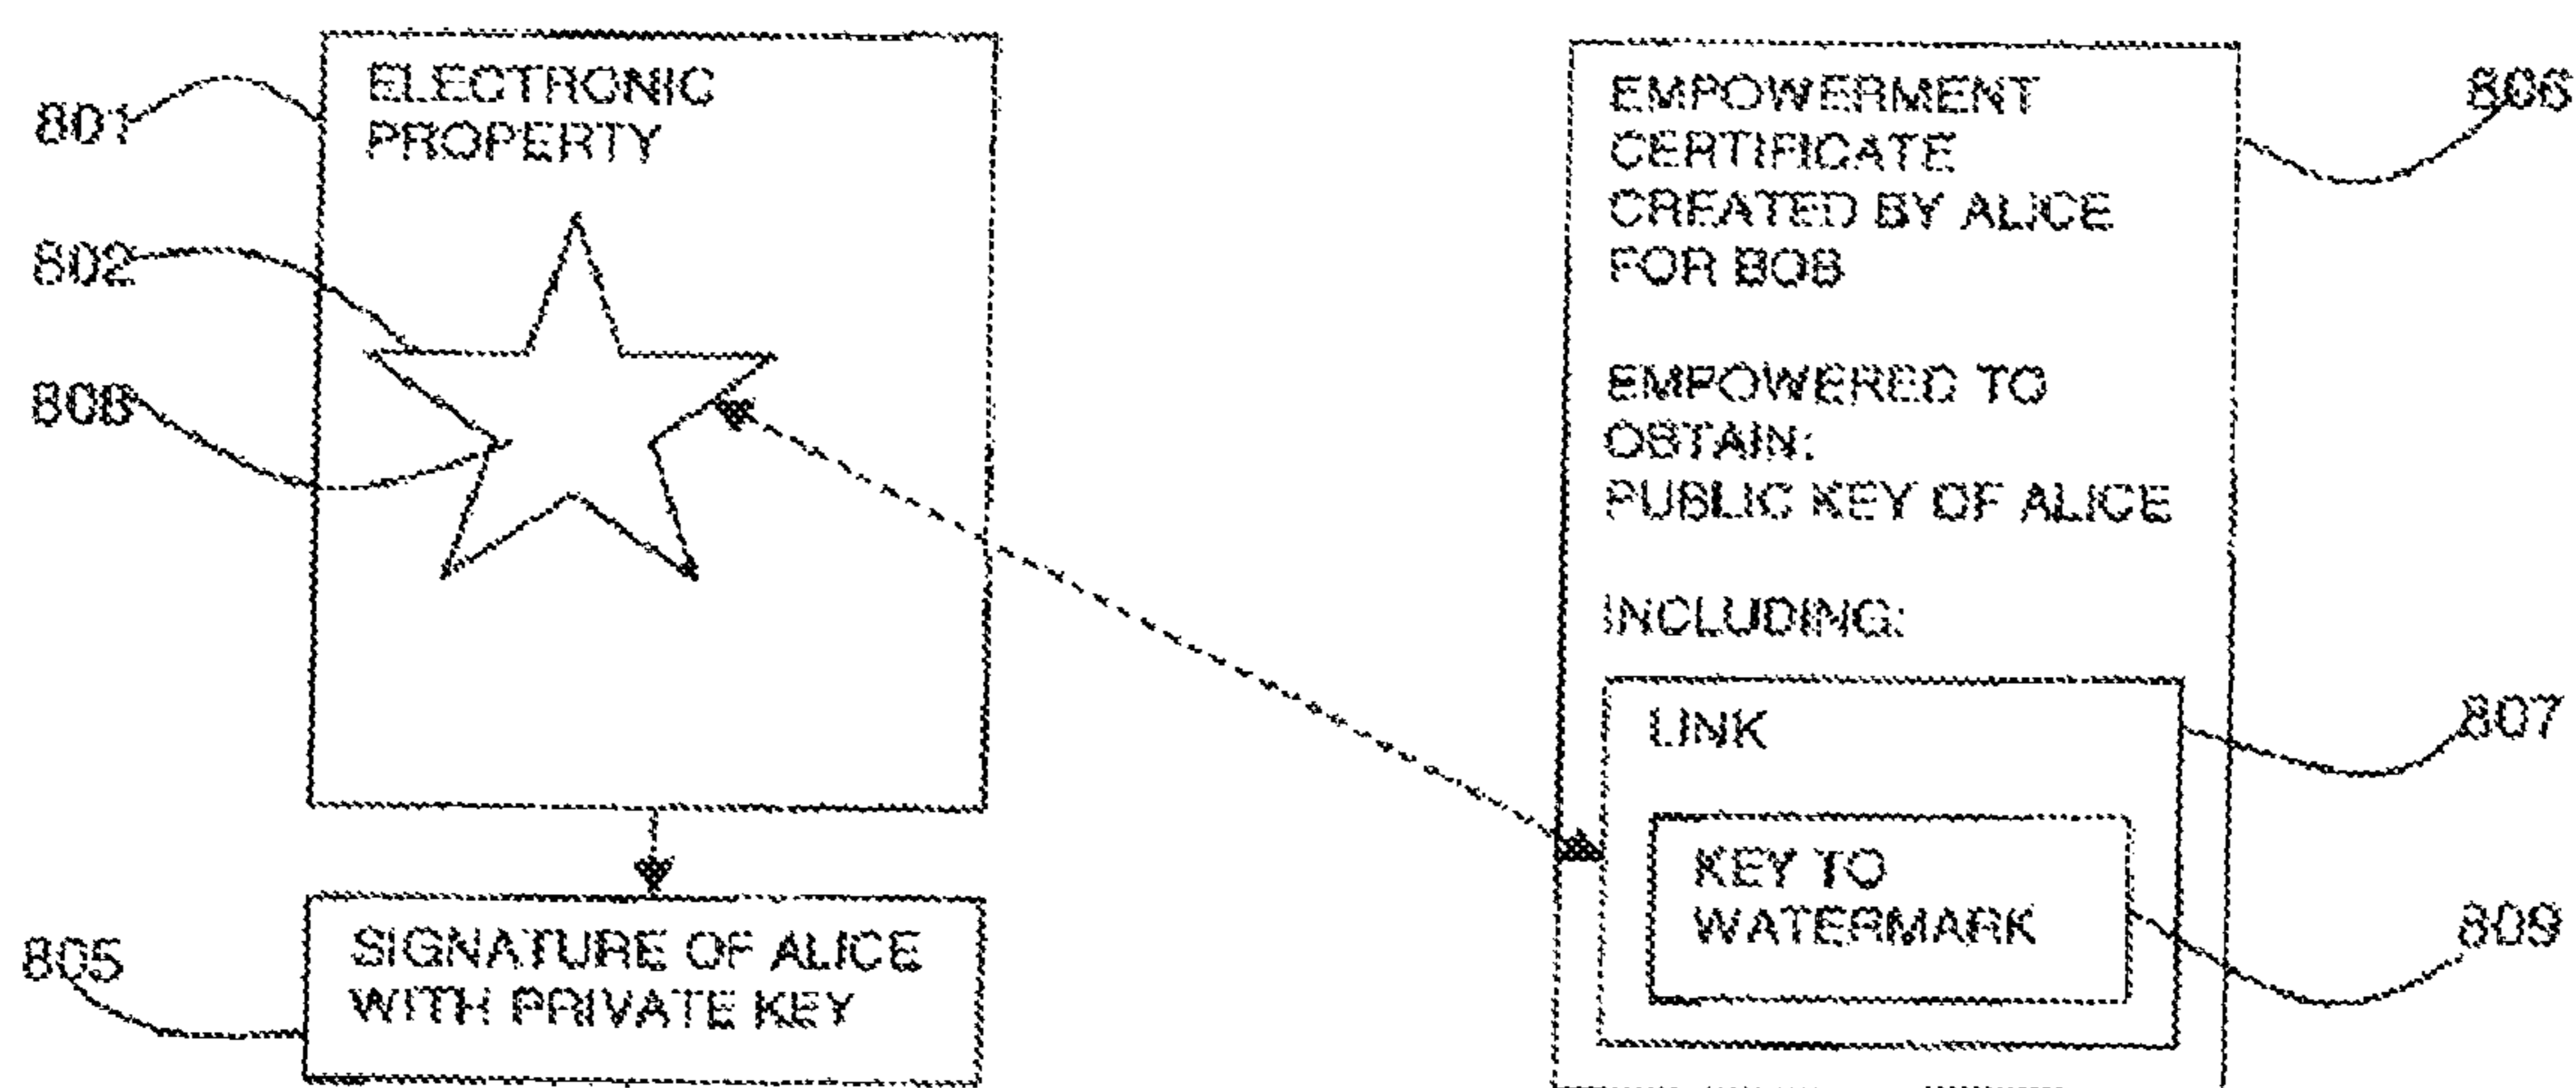 801
ELECTRONIC
PROPERTY
802
805
SIGNATURE OF ALICE
WITH PRIVATE KEY
EMPOWERMENT
CERTIFICATE
CREATED BY ALICE
FOR BOB
806
EMPOWERED TO
OBTAIN:
PUBLIC KEY OF ALICE
INCLUDING:
LINK
807
KEY TO
WATERMARK
809